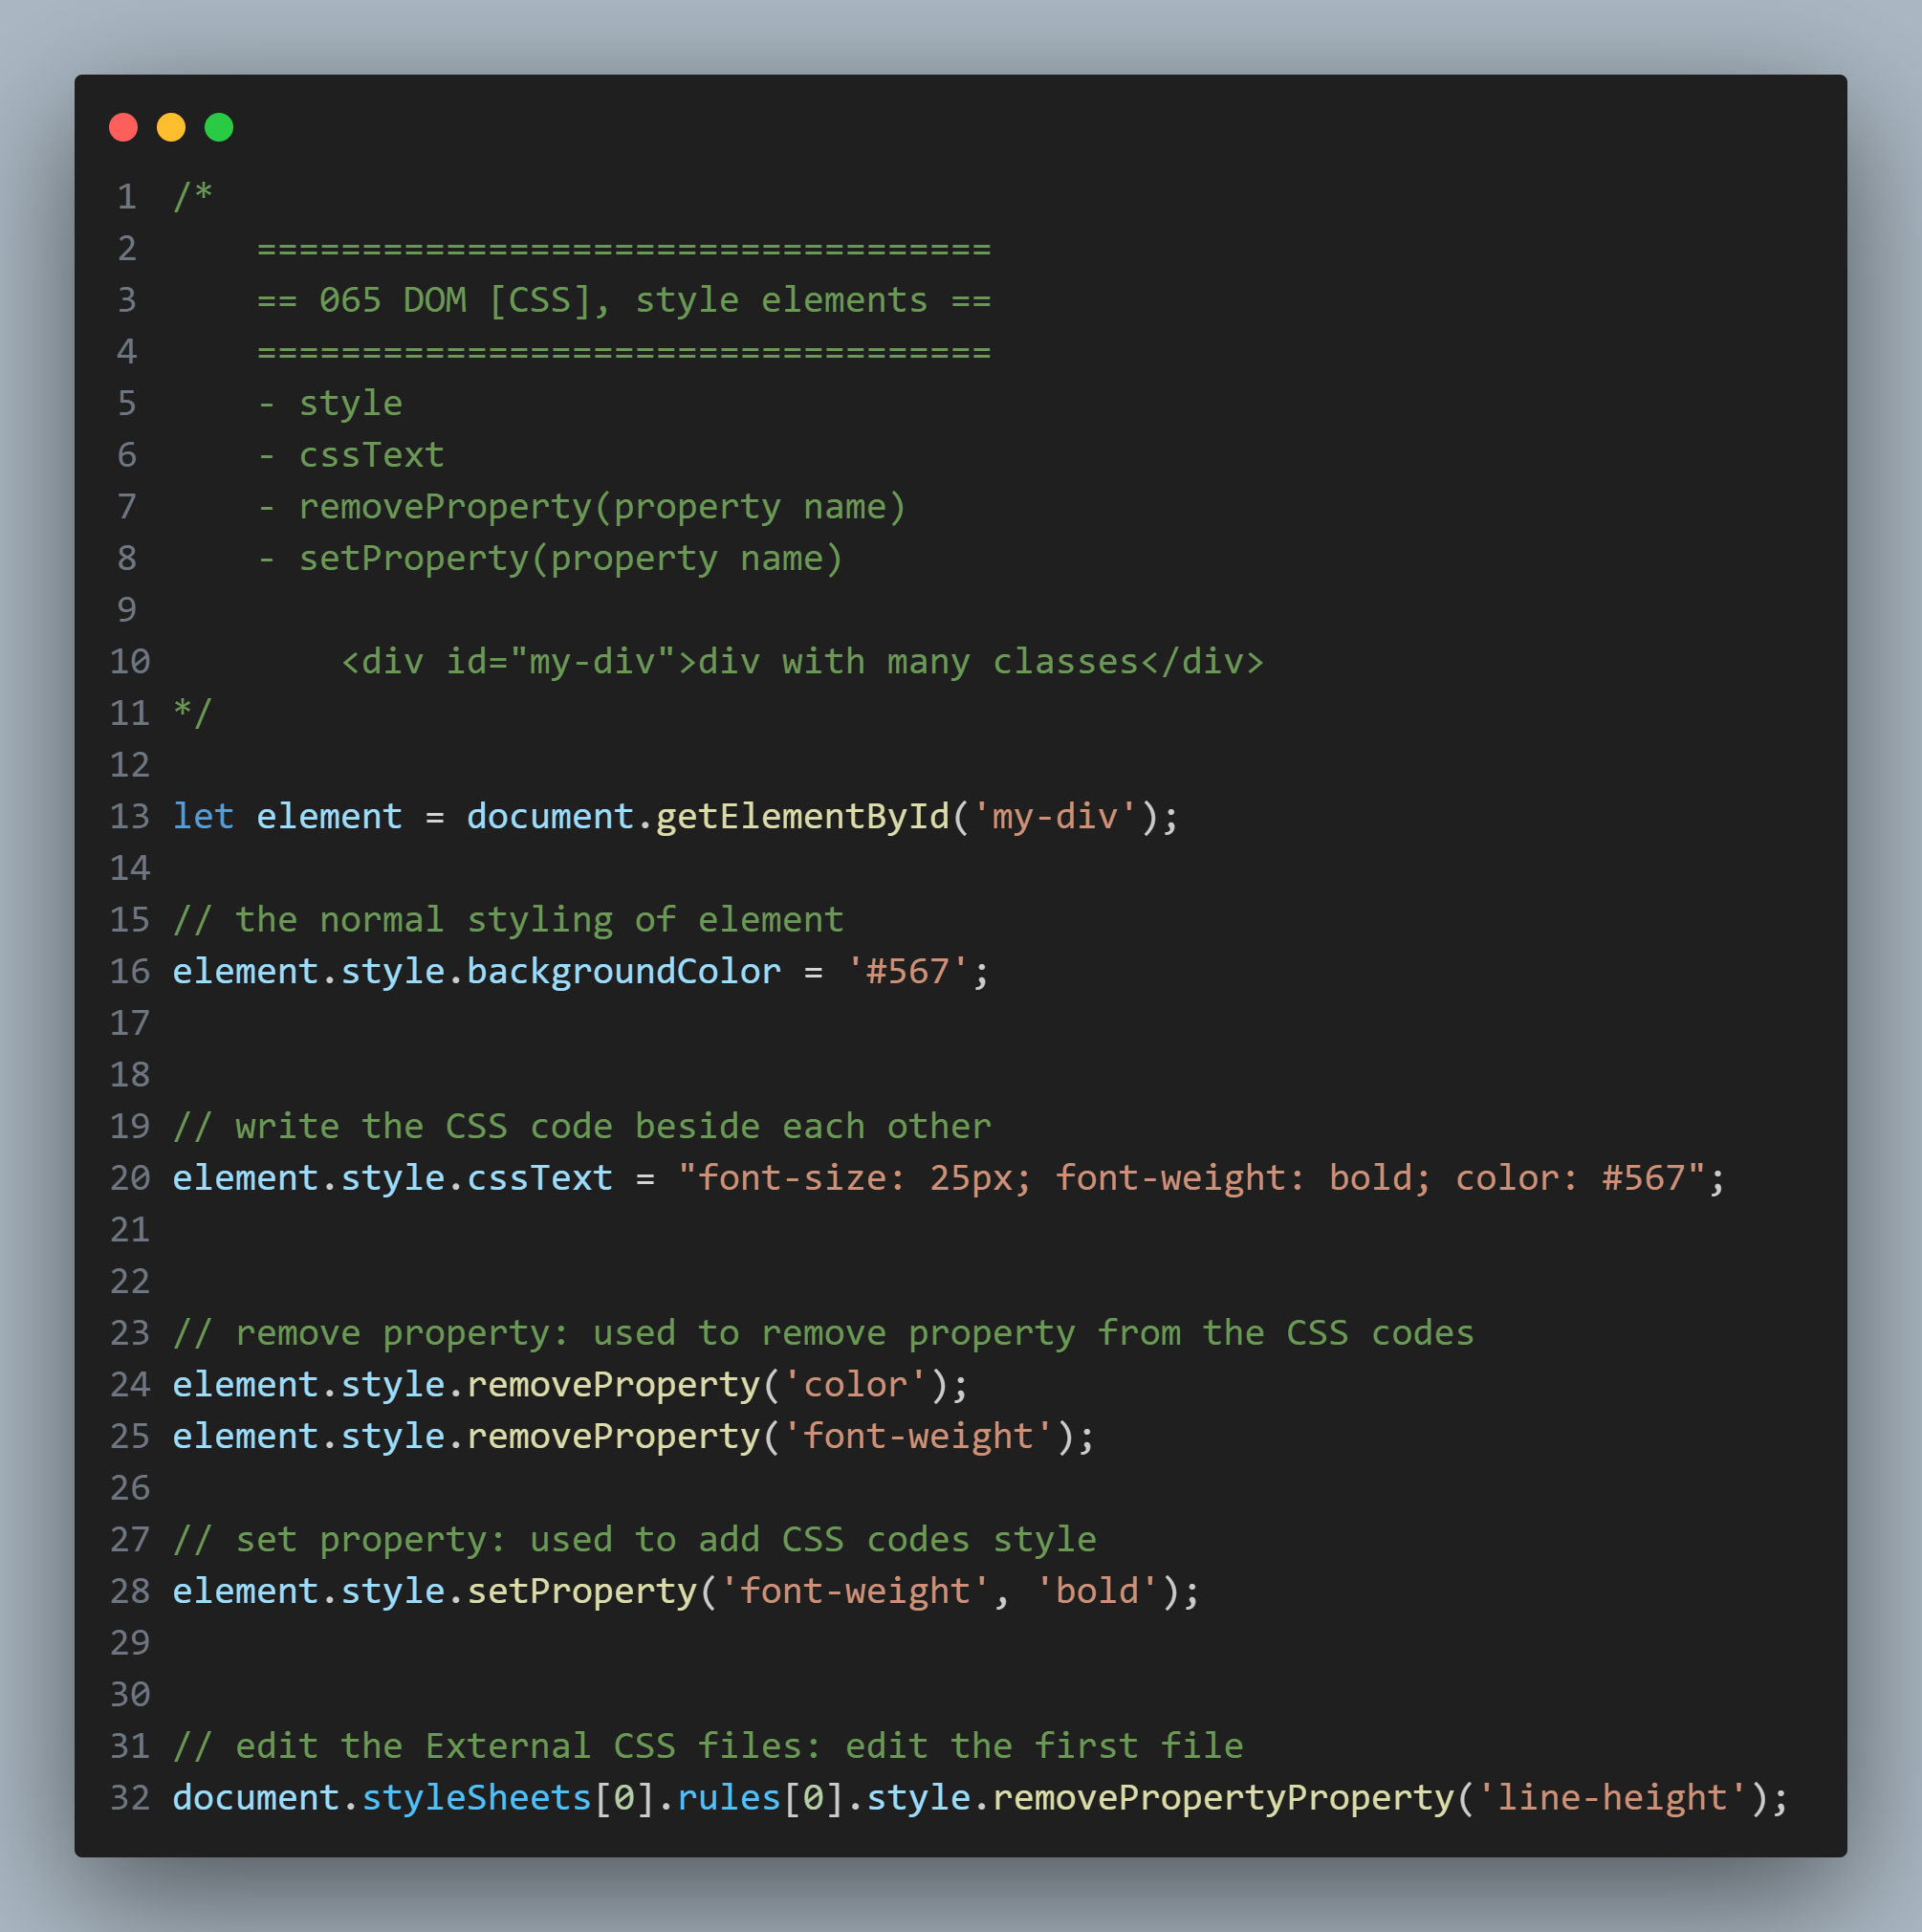 1 /*
2     ===================================
3     == 065 DOM [CSS], style elements ==
4     ===================================
5     - style
6     - cssText
7     - removeProperty(property name)
8     - setProperty(property name)
9
10         <div id="my-div">div with many classes</div>
11 */
12
13 let element = document.getElementById('my-div');
14
15 // the normal styling of element
16 element.style.backgroundColor = '#567';
17
18
19 // write the CSS code beside each other
20 element.style.cssText = "font-size: 25px; font-weight: bold; color: #567";
21
22
23 // remove property: used to remove property from the CSS codes
24 element.style.removeProperty('color');
25 element.style.removeProperty('font-weight');
26
27 // set property: used to add CSS codes style
28 element.style.setProperty('font-weight', 'bold');
29
30
31 // edit the External CSS files: edit the first file
32 document.styleSheets[0].rules[0].style.removePropertyProperty('line-height');